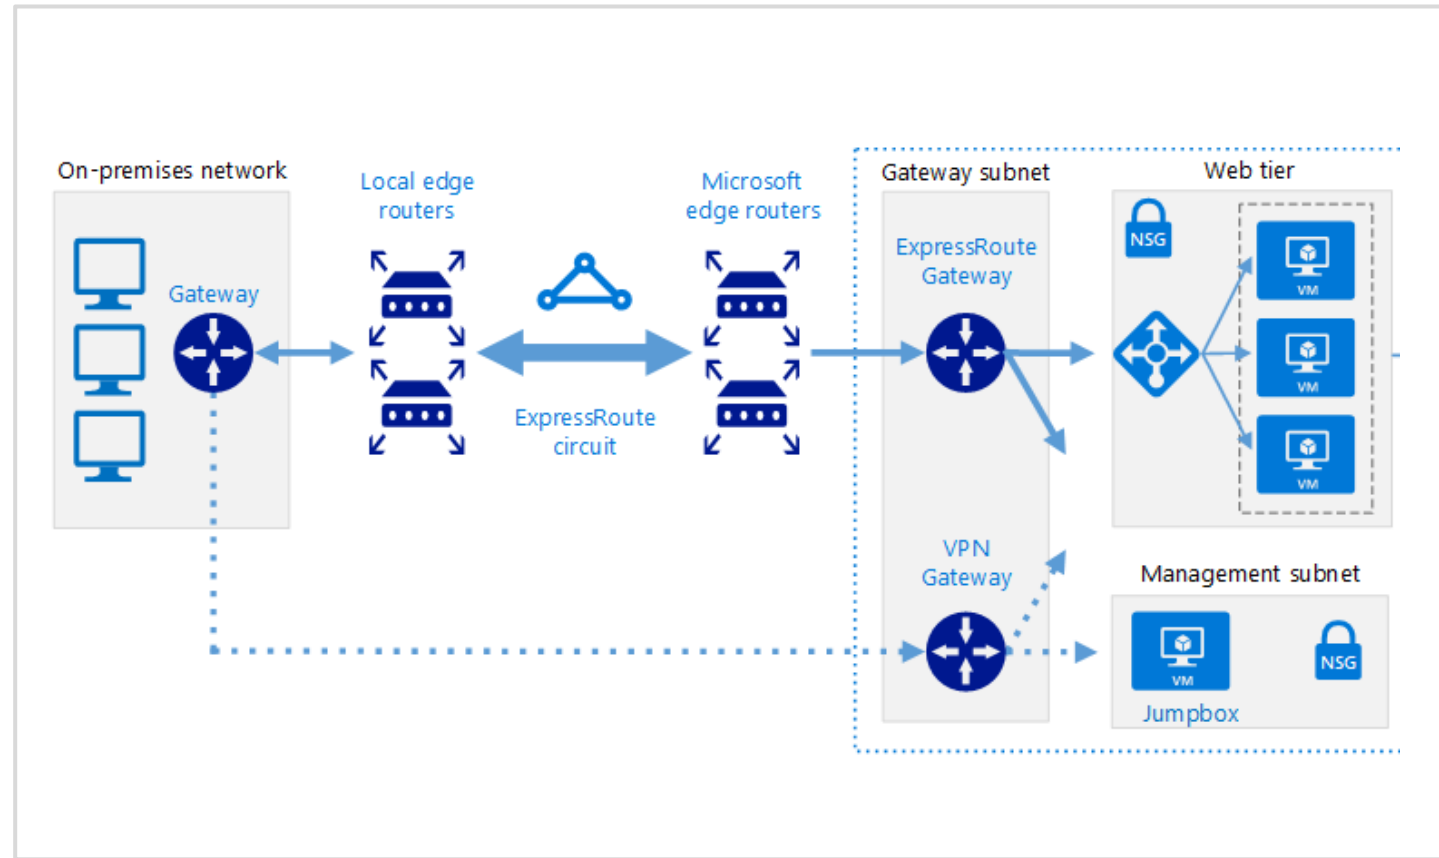 On-premises network
Gateway
Local edge
routers
ExpressRoute
circuit
Microsoft
edge routers
Gateway subnet
ExpressRoute
Gateway
VPN
Gateway
Web tier
NSG
VM
VM
VM
Management subnet
VM
Jumpbox
NSG